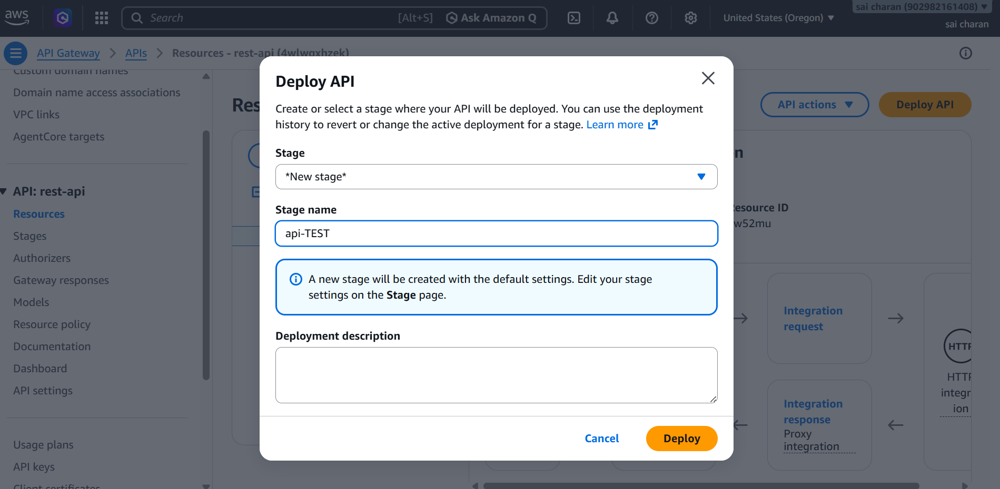 aws
Search
[Alt+S]
Ask Amazon Q
United States (Oregon)
sai charan (902982161408)
sai charan
API Gateway
APIs
Resources - rest-api (4wlwqxhzek)
Custom domain names
Domain name access associations
VPC links
AgentCore targets
API: rest-api
Resources
Stages
Authorizers
Gateway responses
Models
Resource policy
Documentation
Dashboard
API settings
Usage plans
API keys
Client certificates
Res
API actions
Deploy API
Deploy API
Create or select a stage where your API will be deployed. You can use the deployment
history to revert or change the active deployment for a stage. Learn more
Stage
*New stage*
Stage name
api-TEST
A new stage will be created with the default settings. Edit your stage
settings on the Stage page.
Deployment description
Cancel
Deploy
n
Resource ID
w52mu
Integration
request
Integration
response
Proxy
integration
HTTP
HTTP
integr
ion